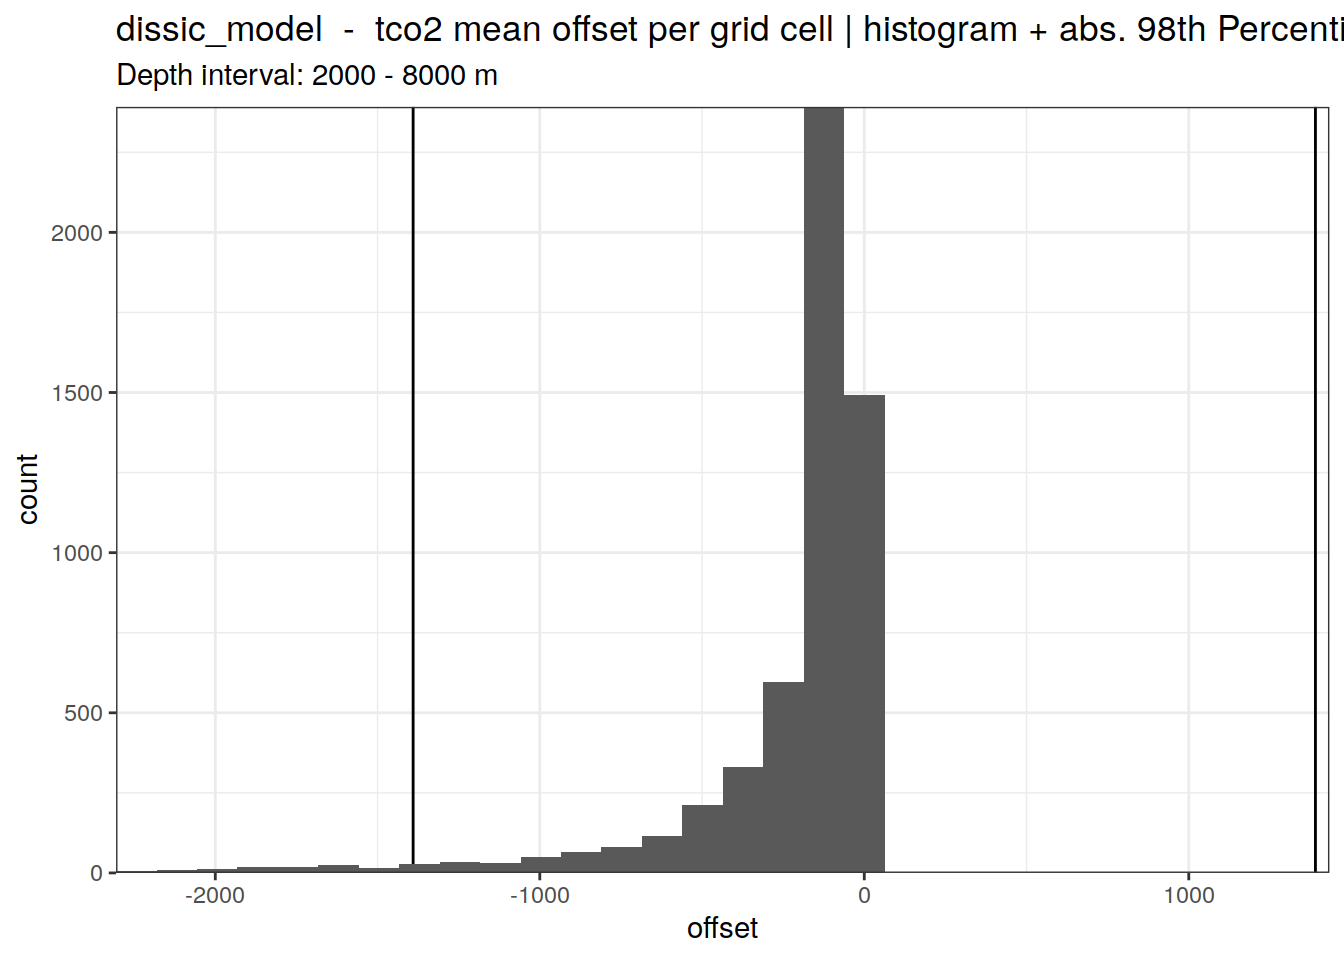 dissic_model - tco2 mean offset per grid cell | histogram + abs. 98th
Depth interval: 2000 - 8000 m
count
2000
1500
1000
500
0
-2000 -1000 0 1000
offset